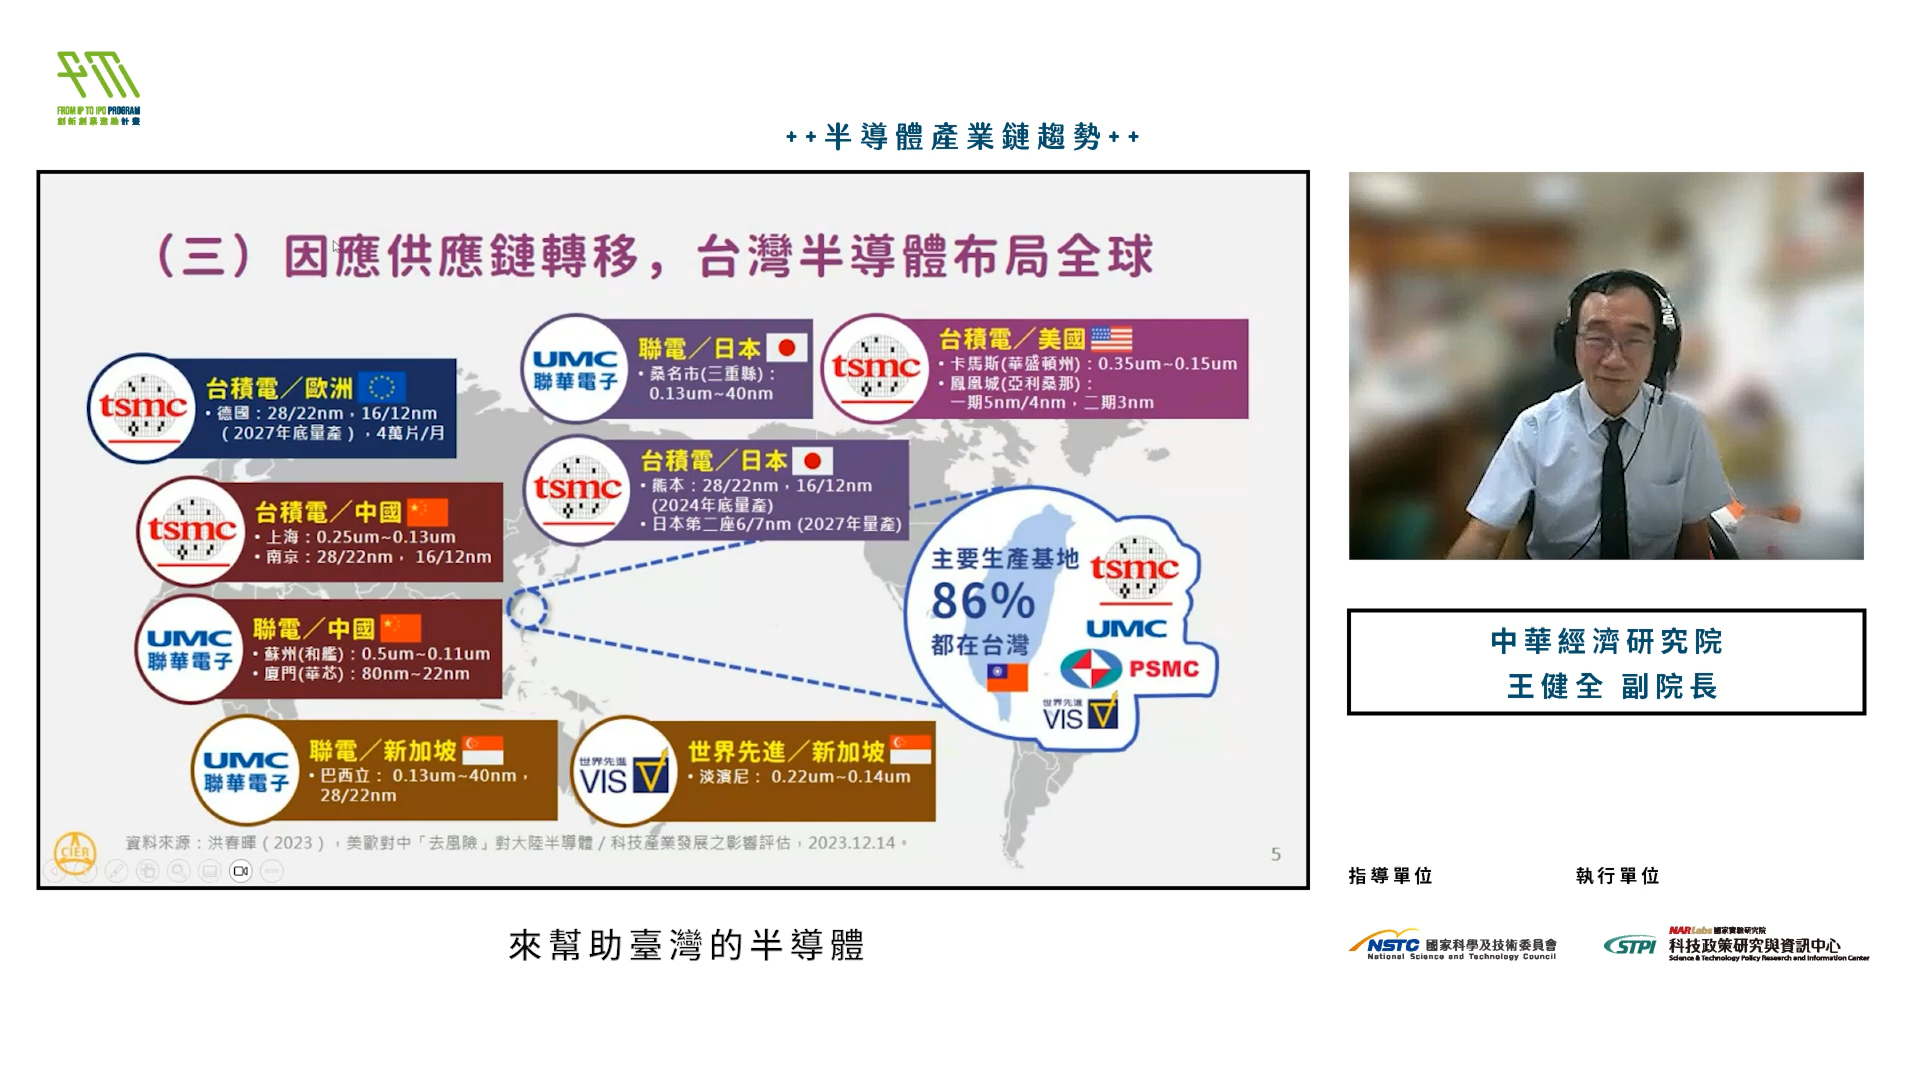 FROM IP TO IPO PROGRAM
創新創業激勵計畫
++半導體產業鏈趨勢++
（三）因應供應鏈轉移，台灣半導體布局全球
tsmc
台積電／歐洲
•德國：28/22nm，16/12nm
（2027年底量產），4萬片/月
UMC
聯華電子
聯電／日本
•桑名市(三重縣)：
0.13um~40nm
tsmc
台積電／美國
•卡馬斯(華盛頓州)：0.35um~0.15um
•鳳凰城(亞利桑那)：
一期5nm/4nm，二期3nm
tsmc
台積電／日本
•熊本：28/22nm，16/12nm
(2024年底量產)
•日本第二座6/7nm (2027年量產)
tsmc
台積電／中國
•上海：0.25um~0.13um
•南京：28/22nm， 16/12nm
UMC
聯華電子
聯電／中國
•蘇州(和艦)：0.5um~0.11um
•廈門(華芯)：80nm~22nm
主要生產基地
86%
都在台灣
tsmc
UMC
PSMC
世界先進
VIS
UMC
聯華電子
聯電／新加坡
•巴西立： 0.13um~40nm，
28/22nm
世界先進
VIS
世界先進／新加坡
•淡濱尼： 0.22um~0.14um
CIER
資料來源：洪春暉（2023），美歐對中「去風險」對大陸半導體/科技產業發展之影響評估，2023.12.14。
5
來幫助臺灣的半導體
中華經濟研究院
王健全 副院長
指導單位
執行單位
NSTC 國家科學及技術委員會
National Science and Technology Council
STPI
NARLabs 國家實驗研究院
科技政策研究與資訊中心
Science & Technology Policy Research and Information Center